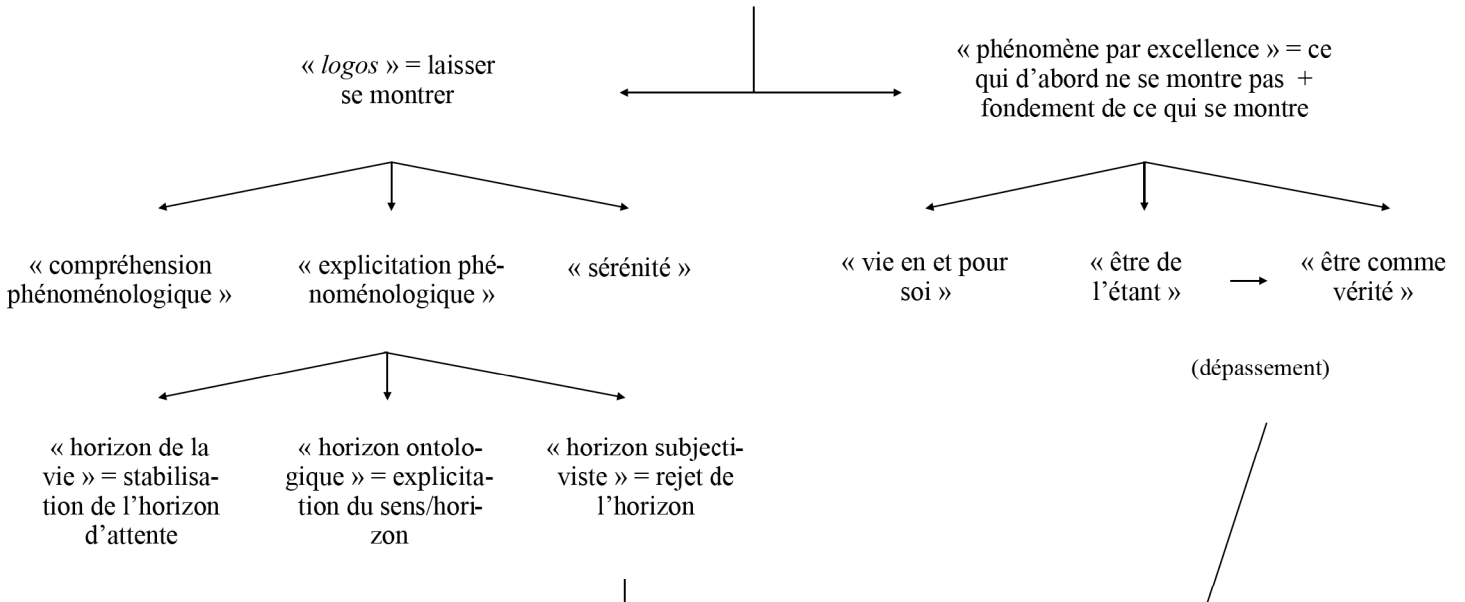 « logos » = laisser
se montrer
« phénomène par excellence » = ce
qui d’abord ne se montre pas +
fondement de ce qui se montre
« compréhension
phénoménologique »
« explicitation phé-
noménologique »
« sérénité »
« vie en et pour
soi »
« être de
l’étant »
« être comme
vérité »
(dépassement)
« horizon de la
vie » = stabilisa-
tion de l’horizon
d’attente
« horizon ontolo-
gique » = explicita-
tion du sens/hori-
zon
« horizon subjecti-
viste » = rejet de
l’horizon